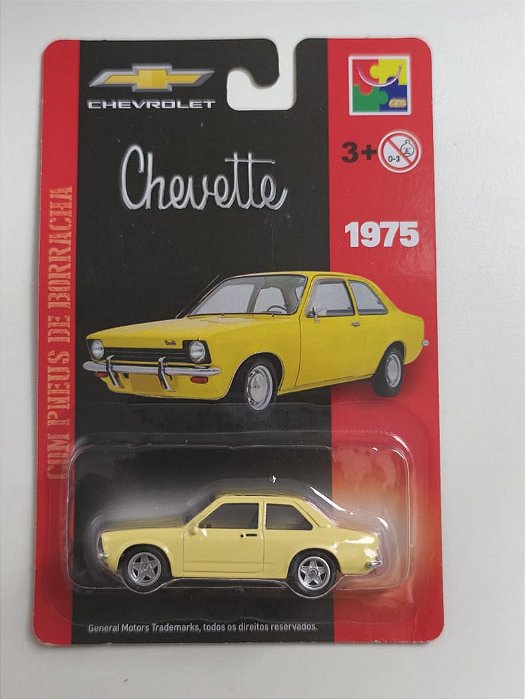 CHEVROLET
Chevette
3+
0-3
1975
COM PNEUS DE BORRACHA
General Motors Trademarks, todos os direitos reservados.